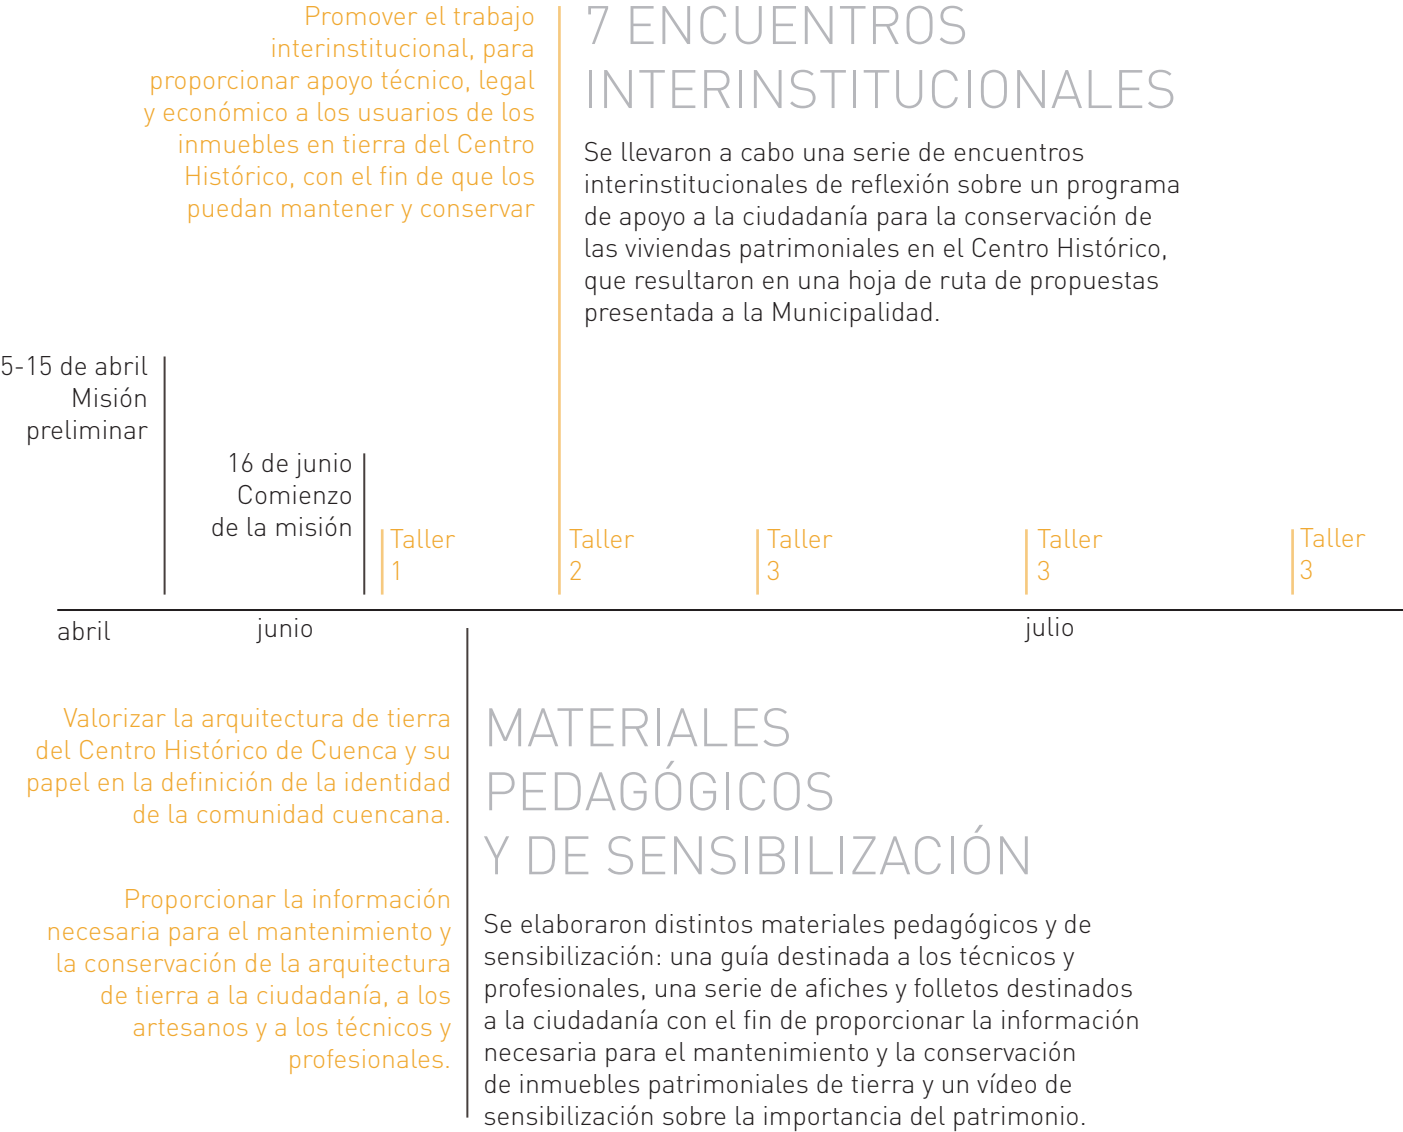 Promover el trabajo
interinstitucional, para
proporcionar apoyo técnico, legal
y económico a los usuarios de los
inmuebles en tierra del Centro
Histórico, con el fin de que los
puedan mantener y conservar
7 ENCUENTROS
INTERINSTITUCIONALES
Se llevaron a cabo una serie de encuentros
interinstitucionales de reflexión sobre un programa
de apoyo a la ciudadanía para la conservación de
las viviendas patrimoniales en el Centro Histórico,
que resultaron en una hoja de ruta de propuestas
presentada a la Municipalidad.
5-15 de abril
Misión
preliminar
16 de junio
Comienzo
de la misión
Taller
1
Taller
2
Taller
3
Taller
3
Taller
3
abril
junio
julio
Valorizar la arquitectura de tierra
del Centro Histórico de Cuenca y su
papel en la definición de la identidad
de la comunidad cuencana.
Proporcionar la información
necesaria para el mantenimiento y
la conservación de la arquitectura
de tierra a la ciudadanía, a los
artesanos y a los técnicos y
profesionales.
MATERIALES
PEDAGÓGICOS
Y DE SENSIBILIZACIÓN
Se elaboraron distintos materiales pedagógicos y de
sensibilización: una guía destinada a los técnicos y
profesionales, una serie de afiches y folletos destinados
a la ciudadanía con el fin de proporcionar la información
necesaria para el mantenimiento y la conservación
de inmuebles patrimoniales de tierra y un vídeo de
sensibilización sobre la importancia del patrimonio.